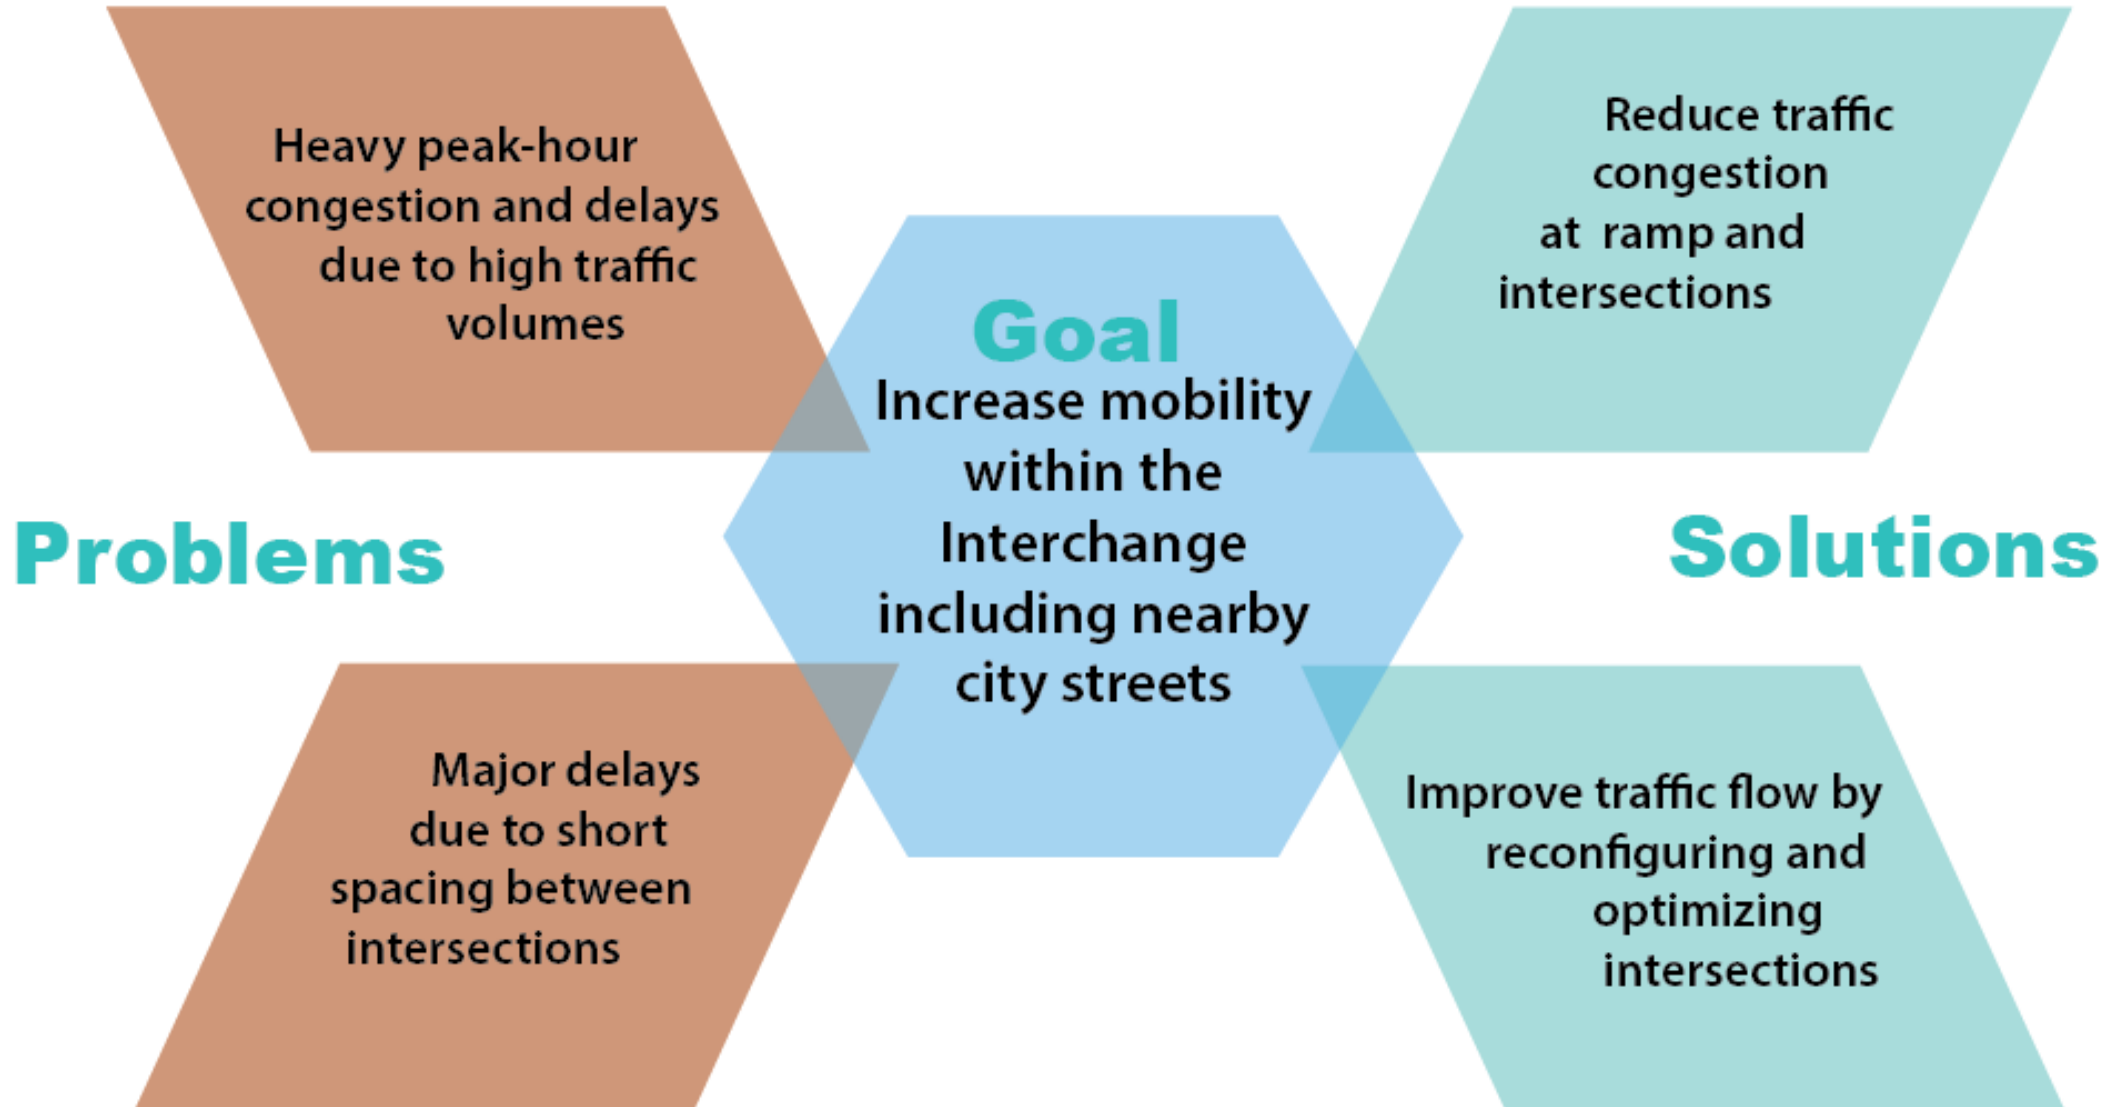 Problems
Heavy peak-hour
congestion and delays
due to high traffic
volumes
Major delays
due to short
spacing between
intersections
Goal
Increase mobility
within the
Interchange
including nearby
city streets
Solutions
Reduce traffic
congestion
at ramp and
intersections
Improve traffic flow by
reconfiguring and
optimizing
intersections